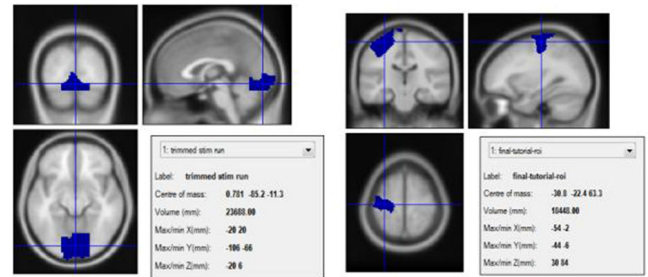 1: trimmed stim run
Label: trimmed stim run
Centre of mass: 0.781 -85.2 -11.3
Volume (mm): 23688.00
Max/min X(mm): -20 20
Max/min Y(mm): -106 -66
Max/min Z(mm): -20 6
1: final-tutorial-roi
Label: final-tutorial-roi
Centre of mass: -30.8 -22.4 63.3
Volume (mm): 18448.00
Max/min X(mm): -54 -2
Max/min Y(mm): -44 -6
Max/min Z(mm): 30 84